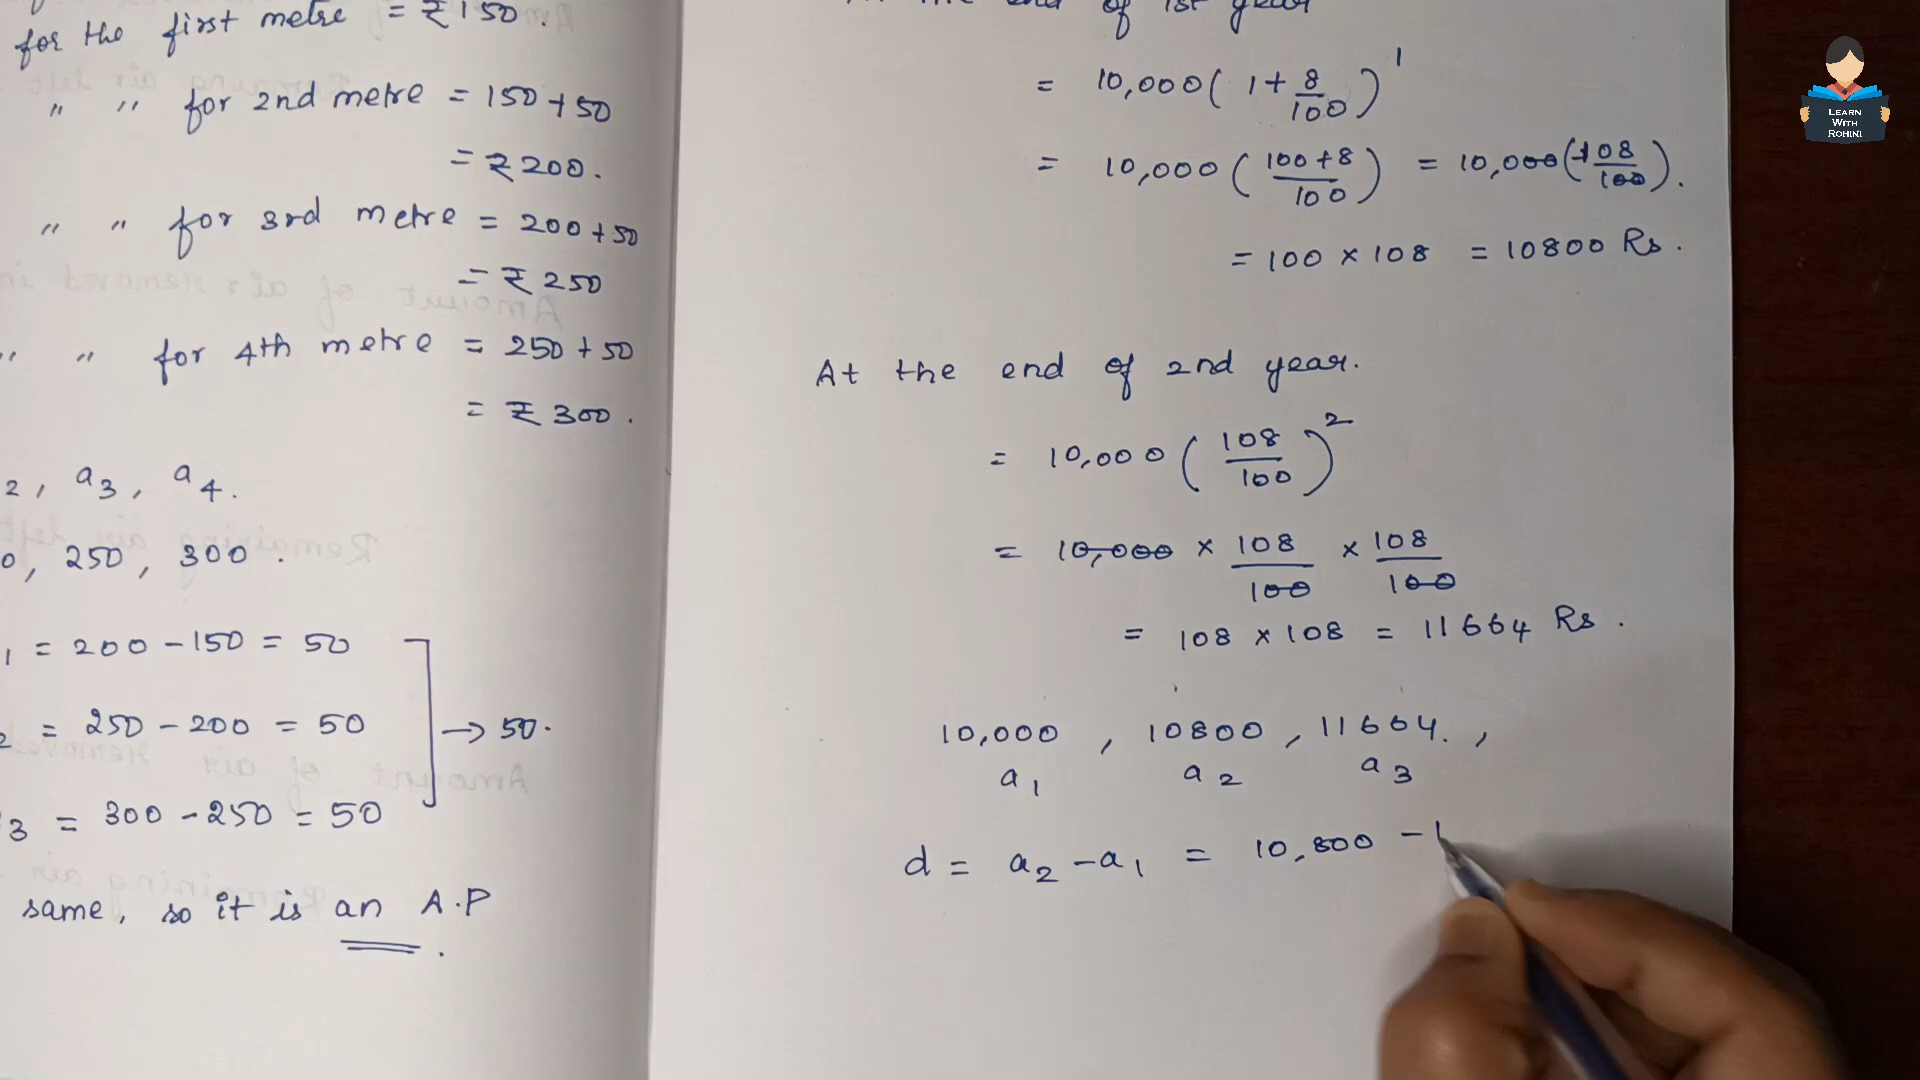 for the first metre = ₹150.
" " for 2nd metre = 150+50
= ₹200.
" " for 3rd metre = 200+50
= ₹250
" " for 4th metre = 250+50
= ₹300.
2, a3, a4.
0, 250, 300.
1 = 200-150 = 50
2 = 250-200 = 50
→ 50.
3 = 300-250 = 50
same, so it is an A.P.
end of 1st year
= 10,000(1+8/100)^1
= 10,000(100+8/100) = 10,000(108/100).
= 100×108 = 10800 Rs.
At the end of 2nd year.
= 10,000(108/100)^2
= 10,000 × 108/100 × 108/100
= 108×108 = 11664 Rs.
10,000, 10800, 11664.,
a1 a2 a3
d = a2-a1 = 10,800 - 1
LEARN
WITH
ROHINI